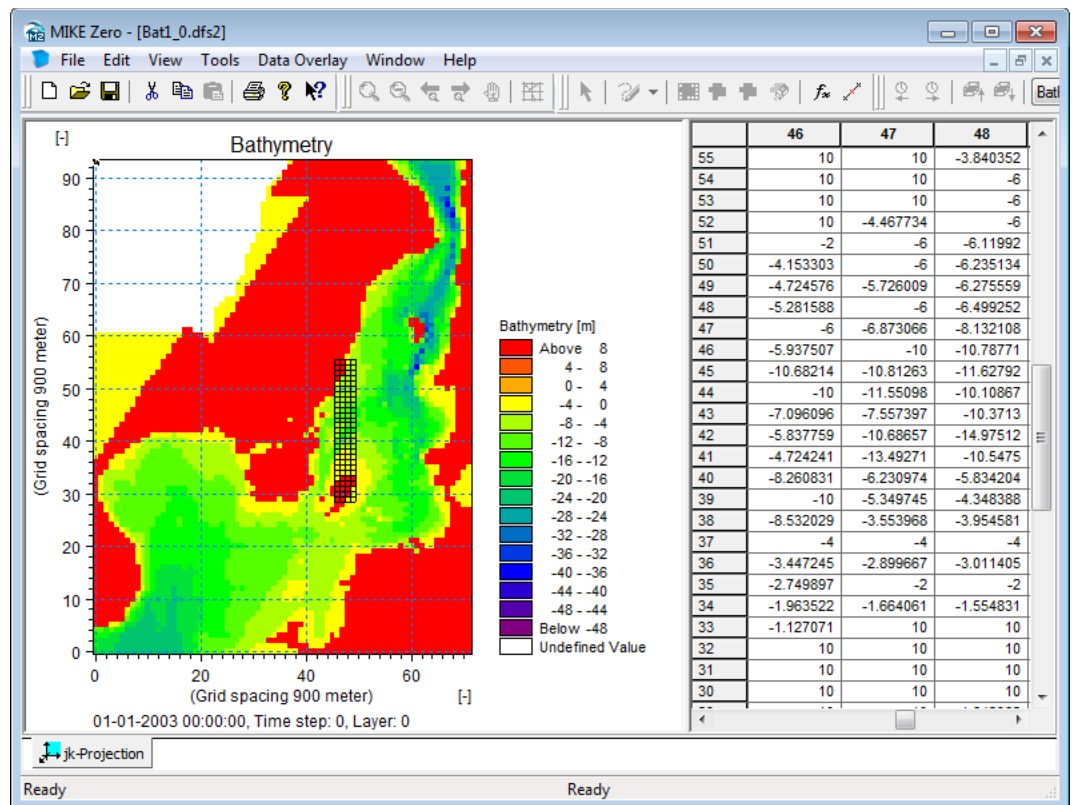 MIKE Zero - [Bat1_0.dfs2]
File Edit View Tools Data Overlay Window Help
[-]
Bathymetry
90
80
70
60
50
40
30
20
10
0
(Grid spacing 900 meter)
0 20 40 60
(Grid spacing 900 meter) [-]
01-01-2003 00:00:00, Time step: 0, Layer: 0
Bathymetry [m]
Above 8
4 - 8
0 - 4
-4 - 0
-8 - -4
-12 - -8
-16 - -12
-20 - -16
-24 - -20
-28 - -24
-32 - -28
-36 - -32
-40 - -36
-44 - -40
-48 - -44
Below -48
Undefined Value
46 47 48
55 10 10 -3.840352
54 10 10 -6
53 10 10 -6
52 10 -4.467734 -6
51 -2 -6 -6.11992
50 -4.153303 -6 -6.235134
49 -4.724576 -5.726009 -6.275559
48 -5.281588 -6 -6.499252
47 -6 -6.873066 -8.132108
46 -5.937507 -10 -10.78771
45 -10.68214 -10.81263 -11.62792
44 -10 -11.55098 -10.10867
43 -7.096096 -7.557397 -10.3713
42 -5.837759 -10.68657 -14.97512
41 -4.724241 -13.49271 -10.5475
40 -8.260831 -6.230974 -5.834204
39 -10 -5.349745 -4.348388
38 -8.532029 -3.553968 -3.954581
37 -4 -4 -4
36 -3.447245 -2.899667 -3.011405
35 -2.749897 -2 -2
34 -1.963522 -1.664061 -1.554831
33 -1.127071 10 10
32 10 10 10
31 10 10 10
30 10 10 10
jk-Projection
Ready Ready